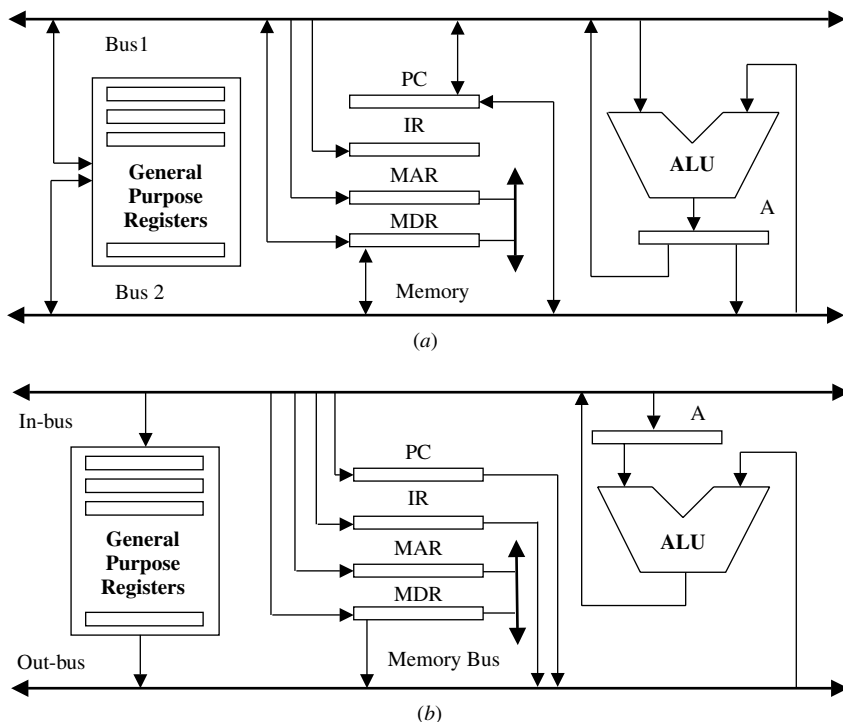 Bus1
PC
IR
General
Purpose
Registers
ALU
MAR
A
MDR
Bus 2
Memory
(a)
In-bus
A
PC
IR
General
Purpose
Registers
ALU
MAR
MDR
Out-bus
Memory Bus
(b)